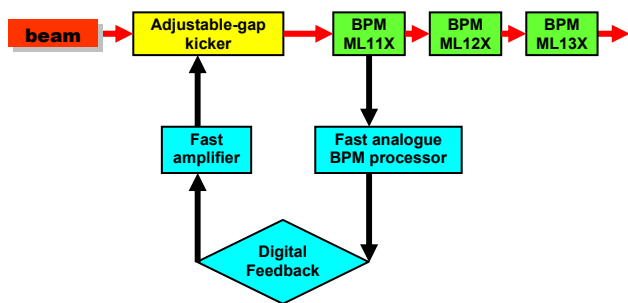 beam
Adjustable-gap
kicker
BPM
ML11X
BPM
ML12X
BPM
ML13X
Fast
amplifier
Fast analogue
BPM processor
Digital
Feedback